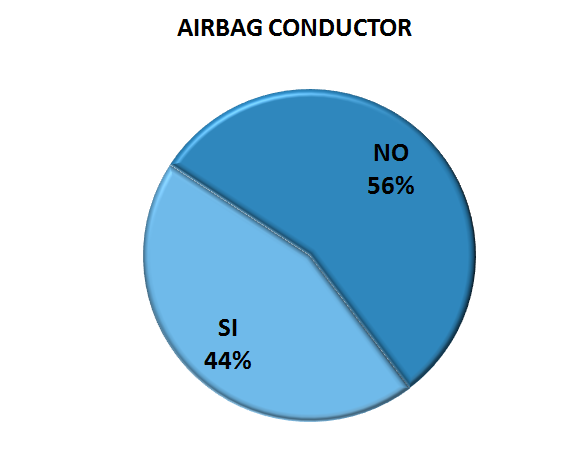 AIRBAG CONDUCTOR
NO
56%
SI
44%